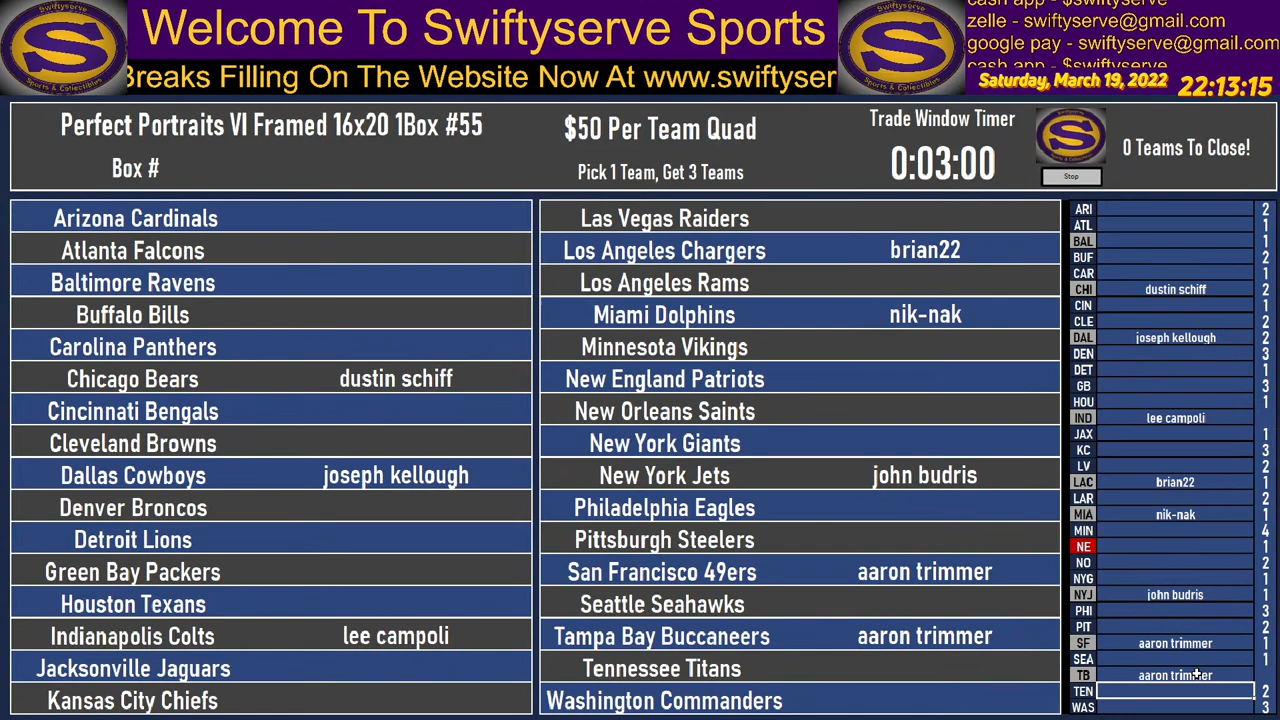 Welcome To Swiftyserve Sports
Breaks Filling On The Website Now At www.swiftyser
cash app - $swiftyserve
zelle - swiftyserve@gmail.com
google pay - swiftyserve@gmail.com
cash app - $swiftyserve
Saturday, March 19, 2022 22:13:15
S
Sports & Collectibles
S
Sports & Collectibles
Perfect Portraits VI Framed 16x20 1Box #55
Box #
$50 Per Team Quad
Pick 1 Team, Get 3 Teams
Trade Window Timer
0:03:00
Stop
0 Teams To Close!
Arizona Cardinals
Atlanta Falcons
Baltimore Ravens
Buffalo Bills
Carolina Panthers
Chicago Bears dustin schiff
Cincinnati Bengals
Cleveland Browns
Dallas Cowboys joseph kellough
Denver Broncos
Detroit Lions
Green Bay Packers
Houston Texans
Indianapolis Colts lee campoli
Jacksonville Jaguars
Kansas City Chiefs
Las Vegas Raiders
Los Angeles Chargers brian22
Los Angeles Rams
Miami Dolphins nik-nak
Minnesota Vikings
New England Patriots
New Orleans Saints
New York Giants
New York Jets john budris
Philadelphia Eagles
Pittsburgh Steelers
San Francisco 49ers aaron trimmer
Seattle Seahawks
Tampa Bay Buccaneers aaron trimmer
Tennessee Titans
Washington Commanders
ARI 2
ATL 1
BAL 1
BUF 2
CAR 1
CHI dustin schiff 2
CIN 1
CLE 2
DAL joseph kellough 2
DEN 3
DET 1
GB 3
HOU 1
IND lee campoli
JAX 1
KC 3
LV 2
LAC brian22 1
LAR 2
MIA nik-nak 1
MIN 4
NE 1
NO 2
NYG 1
NYJ john budris 1
PHI 3
PIT 2
SF aaron trimmer 1
SEA 1
TB aaron trimmer
TEN 2
WAS 3